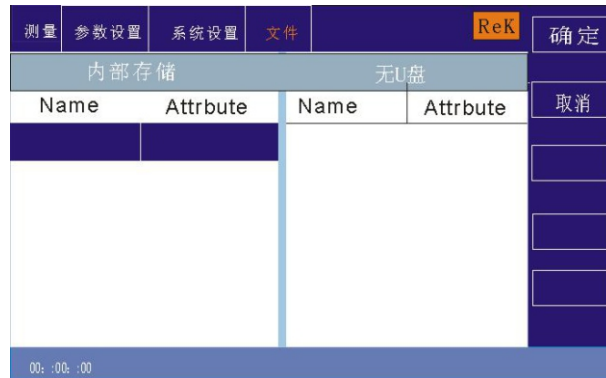 测量 参数设置 系统设置 文件 ReK 确定
内部存储 无U盘
取消
Name Attrbute Name Attrbute
00: :00: :00